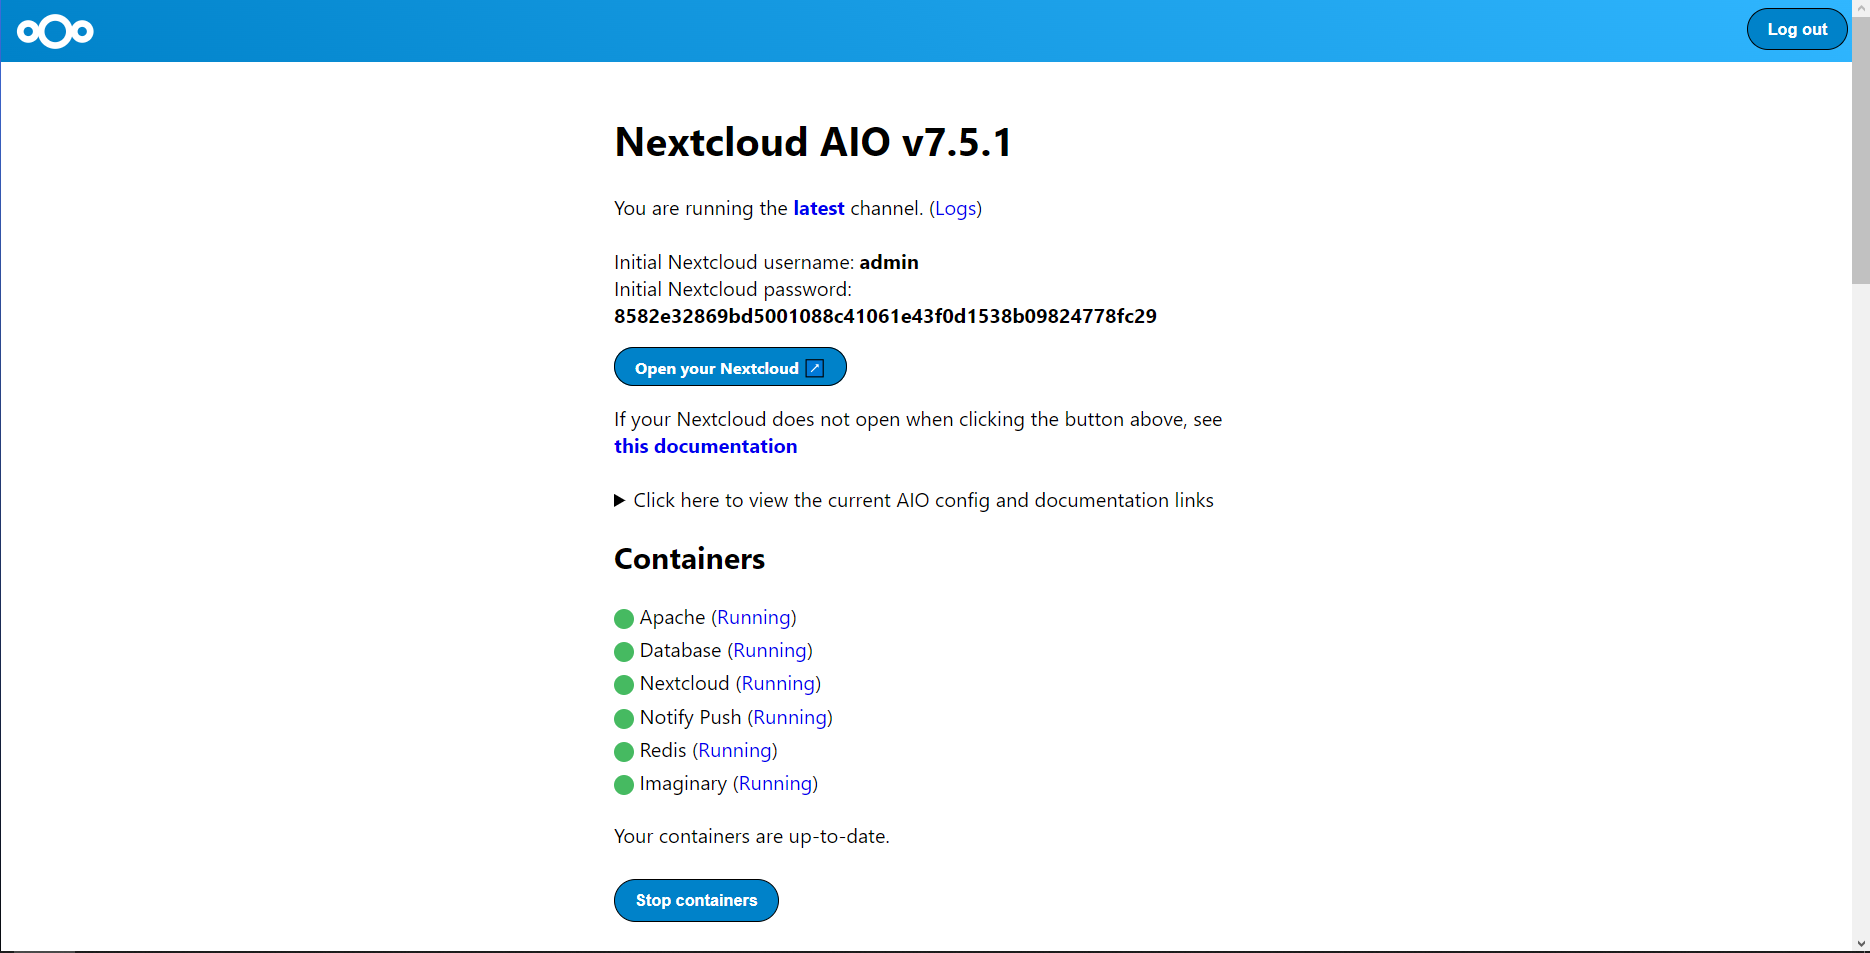 Log out
Nextcloud AIO v7.5.1
You are running the latest channel. (Logs)
Initial Nextcloud username: admin
Initial Nextcloud password:
8582e32869bd5001088c41061e43f0d1538b09824778fc29
Open your Nextcloud
If your Nextcloud does not open when clicking the button above, see
this documentation
Click here to view the current AIO config and documentation links
Containers
Apache (Running)
Database (Running)
Nextcloud (Running)
Notify Push (Running)
Redis (Running)
Imaginary (Running)
Your containers are up-to-date.
Stop containers